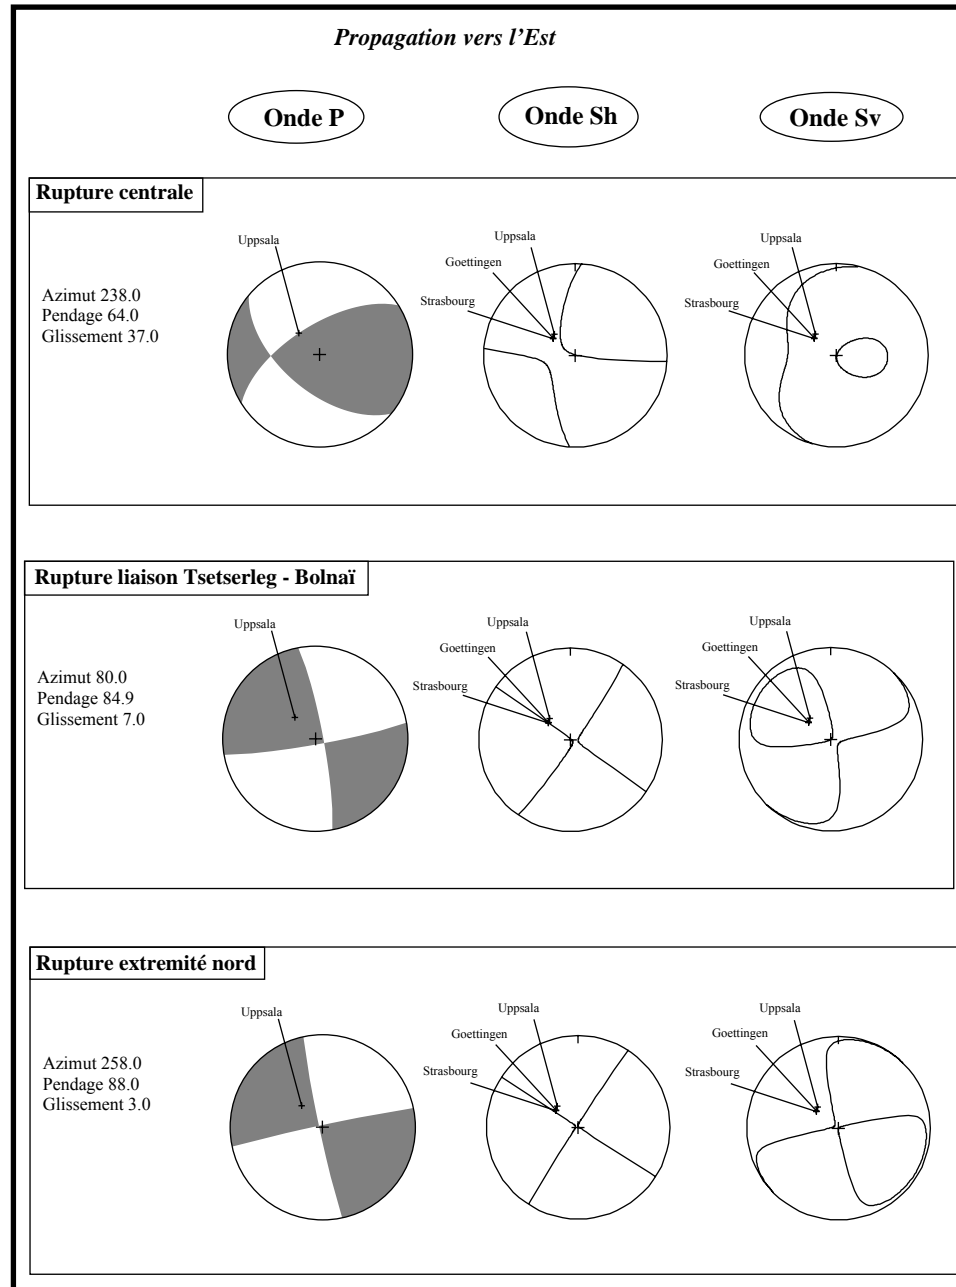 Propagation vers l'Est
Onde P
Onde Sh
Onde Sv
Rupture centrale
Azimut 238.0
Pendage 64.0
Glissement 37.0
Uppsala
Uppsala
Goettingen
Strasbourg
Uppsala
Goettingen
Strasbourg
Rupture liaison Tsetserleg - Bolnaï
Azimut 80.0
Pendage 84.9
Glissement 7.0
Uppsala
Uppsala
Goettingen
Strasbourg
Uppsala
Goettingen
Strasbourg
Rupture extremité nord
Azimut 258.0
Pendage 88.0
Glissement 3.0
Uppsala
Uppsala
Goettingen
Strasbourg
Uppsala
Goettingen
Strasbourg